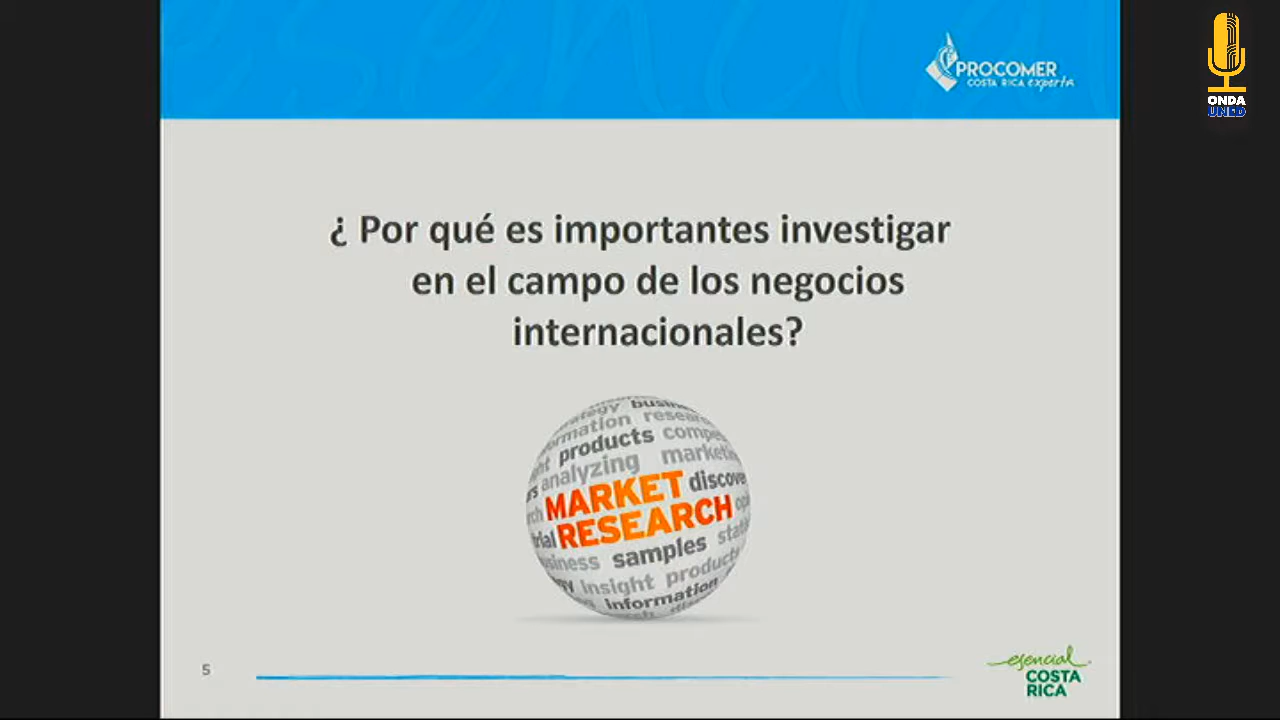 PROCOMER
COSTA RICA experta
ONDA
UNED
¿ Por qué es importantes investigar
en el campo de los negocios
internacionales?
products
analyzing
MARKET
RESEARCH
samples
insight
information
5
esencial
COSTA
RICA